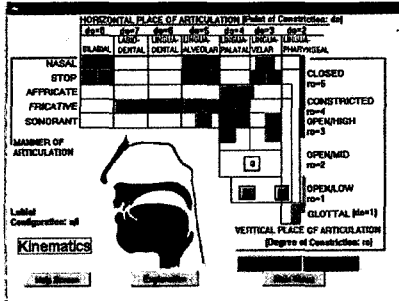 HORIZONTAL PLACE OF ARTICULATION [Point of Constriction: do]
do=8 do=7 do=6 do=5 do=4 do=3 do=2
LABIO- LINGUA- LINGUA- LINGUA- LINGUA- LINGUA-
BILABIAL DENTAL DENTAL ALVEOLAR PALATAL VELAR PHARYNGEAL
NASAL
STOP
CLOSED
ro=5
AFFRICATE
FRICATIVE
CONSTRICTED
ro=4
SONORANT
OPEN/HIGH
ro=3
MANNER OF
ARTICULATION
OPEN/MID
ro=2
OPEN/LOW
ro=1
GLOTTAL [do=1]
Labial
Configuration:
VERTICAL PLACE OF ARTICULATION
[Degree of Constriction: ro]
Kinematics